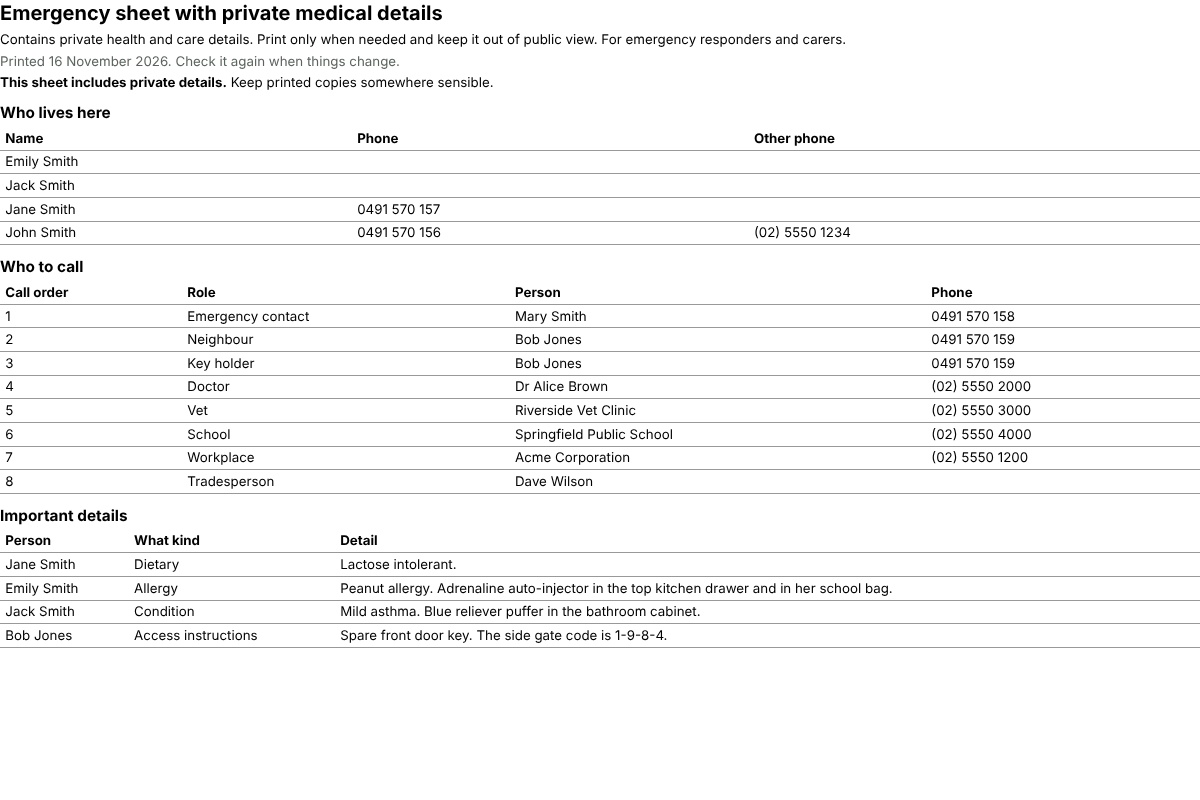 Emergency sheet with private medical details
Contains private health and care details. Print only when needed and keep it out of public view. For emergency responders and carers.
Printed 16 November 2026. Check it again when things change.
This sheet includes private details. Keep printed copies somewhere sensible.
Who lives here
Name Phone Other phone
Emily Smith
Jack Smith
Jane Smith 0491 570 157
John Smith 0491 570 156 (02) 5550 1234
Who to call
Call order Role Person Phone
1 Emergency contact Mary Smith 0491 570 158
2 Neighbour Bob Jones 0491 570 159
3 Key holder Bob Jones 0491 570 159
4 Doctor Dr Alice Brown (02) 5550 2000
5 Vet Riverside Vet Clinic (02) 5550 3000
6 School Springfield Public School (02) 5550 4000
7 Workplace Acme Corporation (02) 5550 1200
8 Tradesperson Dave Wilson
Important details
Person What kind Detail
Jane Smith Dietary Lactose intolerant.
Emily Smith Allergy Peanut allergy. Adrenaline auto-injector in the top kitchen drawer and in her school bag.
Jack Smith Condition Mild asthma. Blue reliever puffer in the bathroom cabinet.
Bob Jones Access instructions Spare front door key. The side gate code is 1-9-8-4.